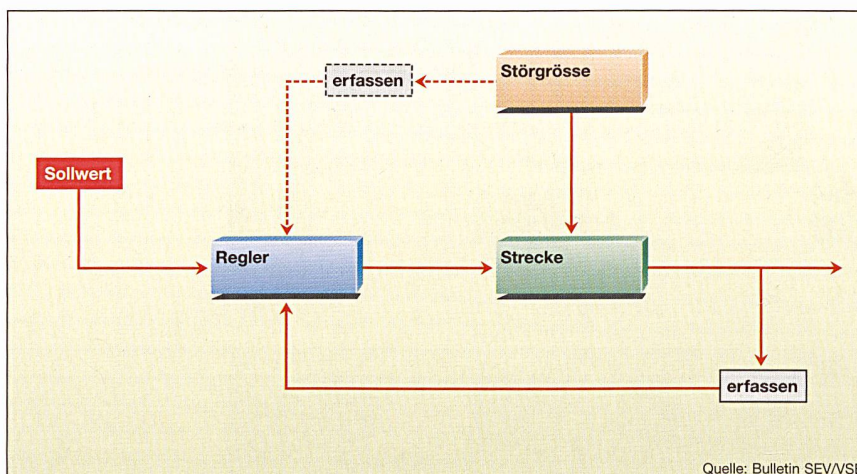 Störgrösse
erfassen
Sollwert
Regler
Strecke
erfassen
Quelle: Bulletin SEV/VSE